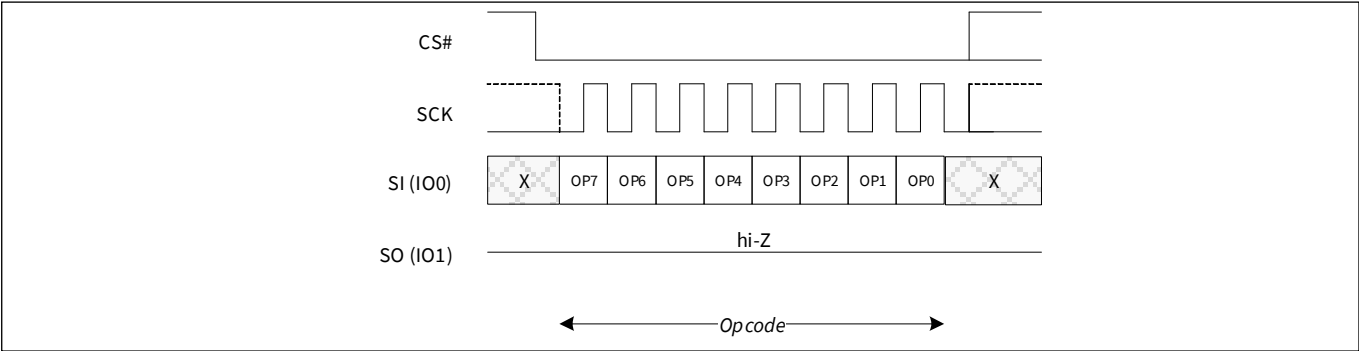 CS#
SCK
SI (IO0) X OP7 OP6 OP5 OP4 OP3 OP2 OP1 OP0 X
hi-Z
SO (IO1)
Opcode